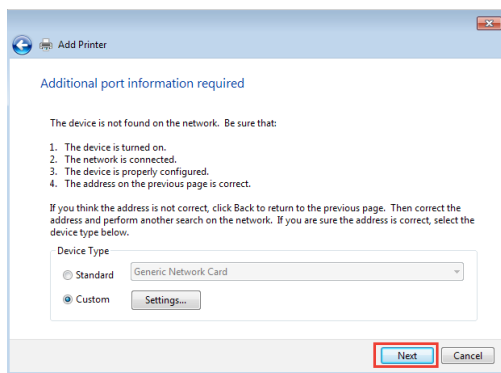 Add Printer
Additional port information required
The device is not found on the network. Be sure that:
1. The device is turned on.
2. The network is connected.
3. The device is properly configured.
4. The address on the previous page is correct.
If you think the address is not correct, click Back to return to the previous page. Then correct the
address and perform another search on the network. If you are sure the address is correct, select the
device type below.
Device Type
Standard
Generic Network Card
Custom
Settings...
Next
Cancel